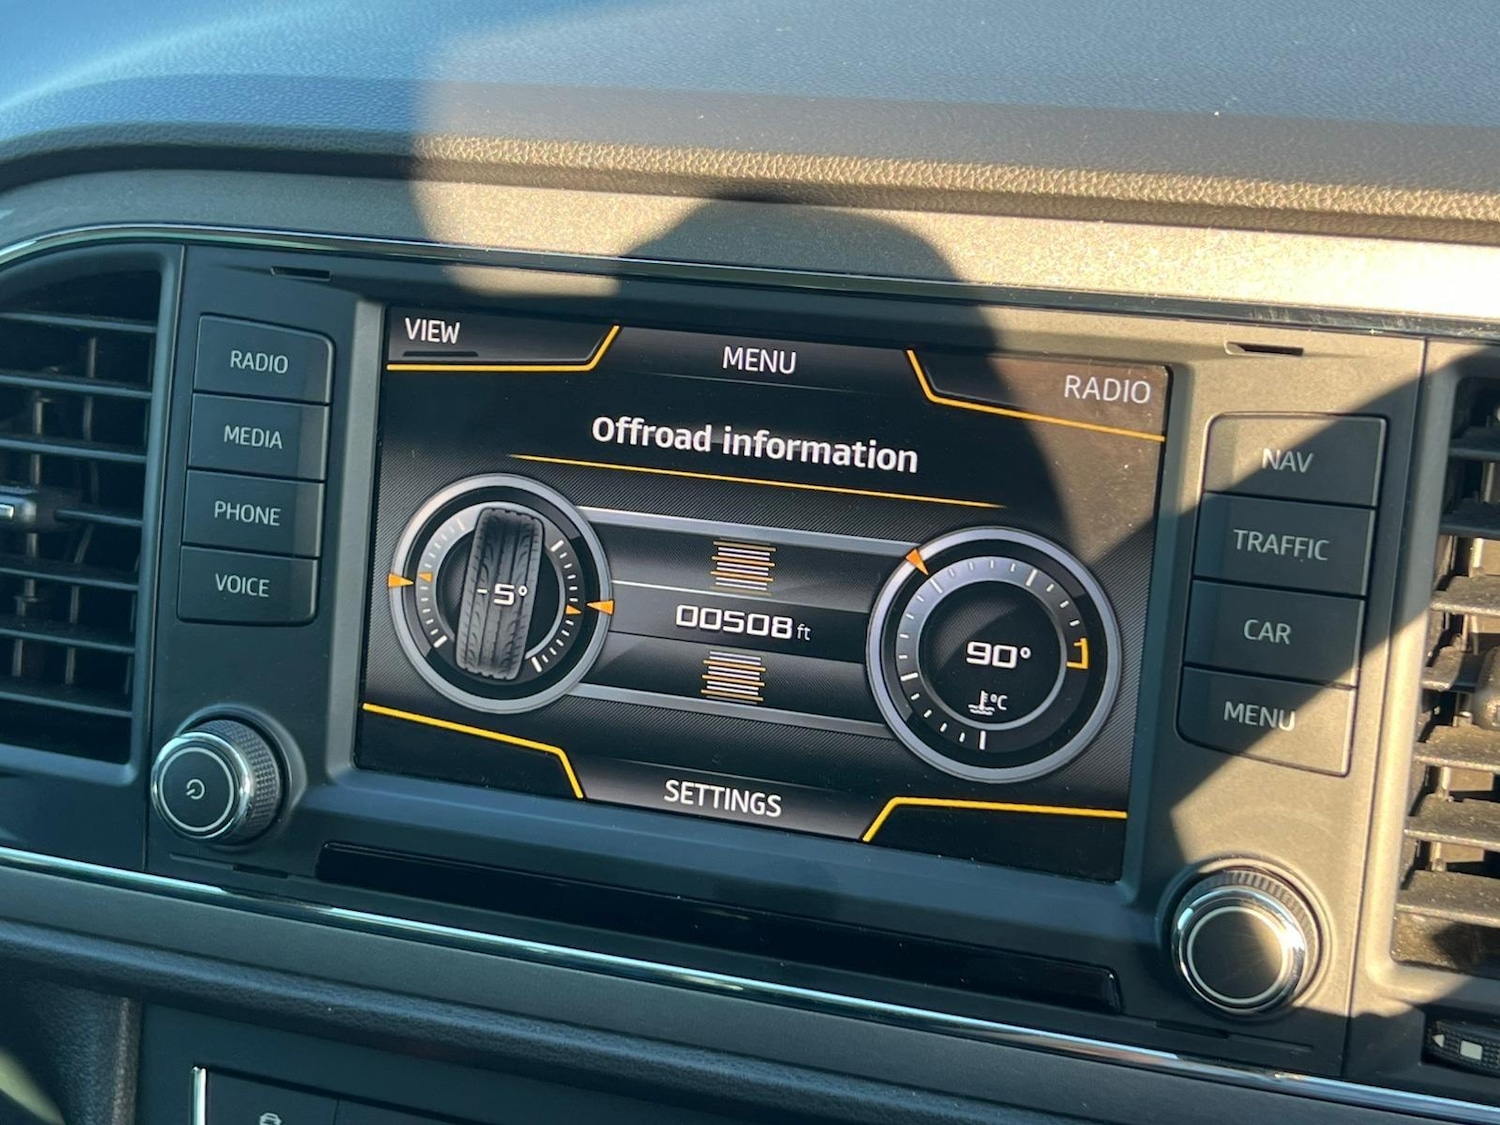 VIEW
MENU
RADIO
Offroad information
-5°
00508 ft
90°
°C
SETTINGS
RADIO
MEDIA
PHONE
VOICE
NAV
TRAFFIC
CAR
MENU